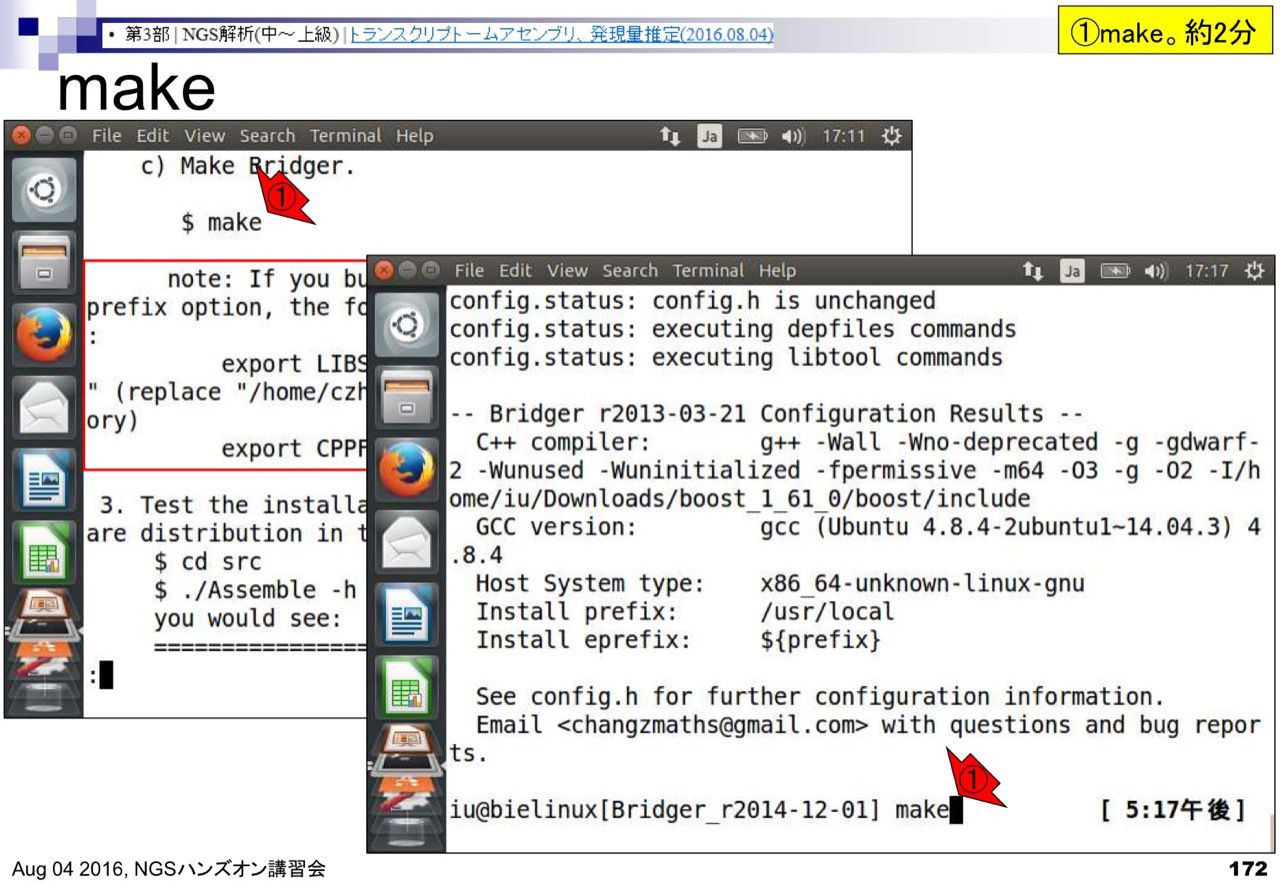 • 第3部 | NGS解析(中～上級) | トランスクリプトームアセンブリ、発現量推定(2016.08.04)
①make。約2分
make
File Edit View Search Terminal Help
Ja
17:11
c) Make Bridger.
①
$ make
note: If you bu
prefix option, the fo
:
export LIBS
" (replace "/home/czh
ory)
export CPPF
3. Test the installa
are distribution in t
$ cd src
$ ./Assemble -h
you would see:
===============
:
File Edit View Search Terminal Help
Ja
17:17
config.status: config.h is unchanged
config.status: executing depfiles commands
config.status: executing libtool commands
-- Bridger r2013-03-21 Configuration Results --
C++ compiler: g++ -Wall -Wno-deprecated -g -gdwarf-
2 -Wunused -Wuninitialized -fpermissive -m64 -O3 -g -O2 -I/h
ome/iu/Downloads/boost_1_61_0/boost/include
GCC version: gcc (Ubuntu 4.8.4-2ubuntu1~14.04.3) 4
.8.4
Host System type: x86_64-unknown-linux-gnu
Install prefix: /usr/local
Install eprefix: ${prefix}
See config.h for further configuration information.
Email <changzmaths@gmail.com> with questions and bug repor
ts.
①
iu@bielinux[Bridger_r2014-12-01] make [ 5:17午後]
Aug 04 2016, NGSハンズオン講習会
172